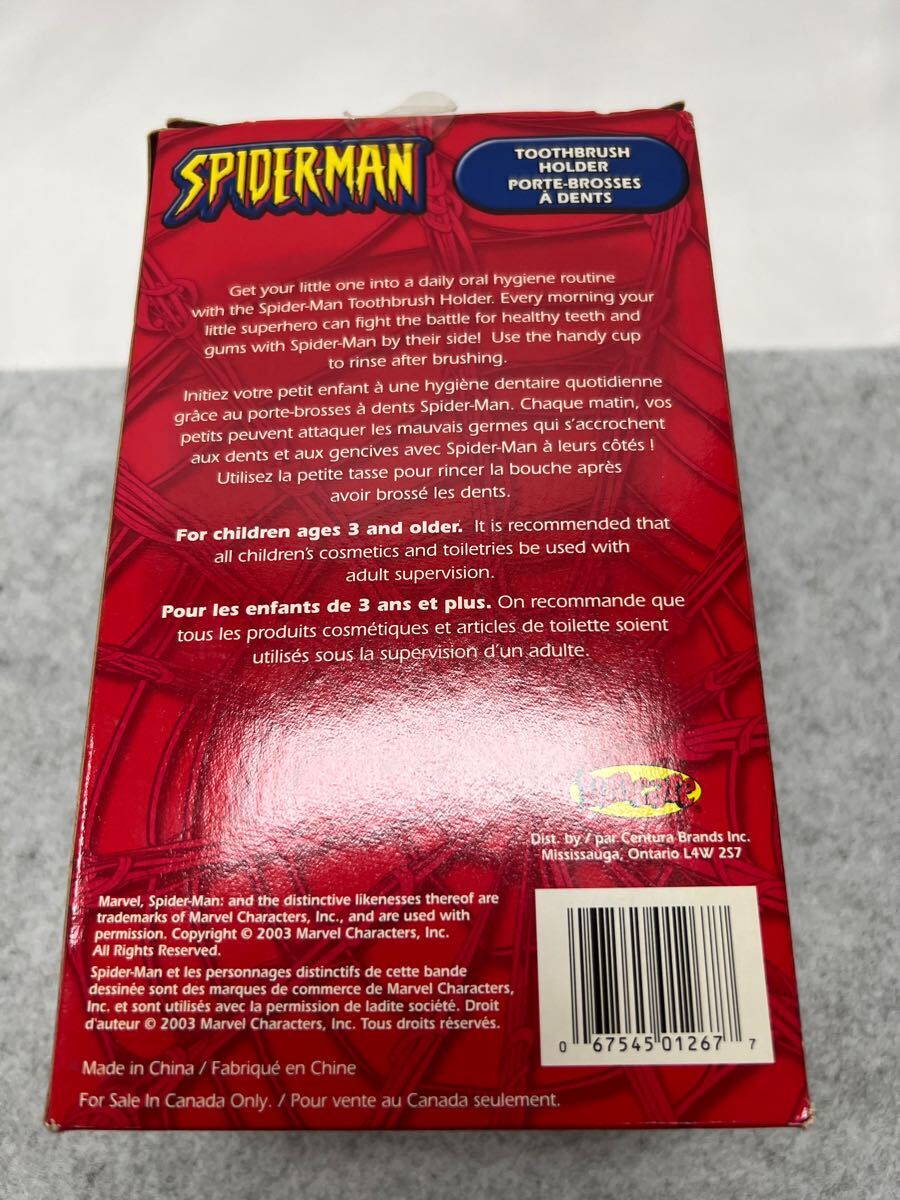 SPIDER-MAN
TOOTHBRUSH
HOLDER
PORTE-BROSSES
À DENTS
Get your little one into a daily oral hygiene routine
with the Spider-Man Toothbrush Holder. Every morning your
little superhero can fight the battle for healthy teeth and
gums with Spider-Man by their side! Use the handy cup
to rinse after brushing.
Initiez votre petit enfant à une hygiène dentaire quotidienne
grâce au porte-brosses à dents Spider-Man. Chaque matin, vos
petits peuvent attaquer les mauvais germes qui s'accrochent
aux dents et aux gencives avec Spider-Man à leurs côtés !
Utilisez la petite tasse pour rincer la bouche après
avoir brossé les dents.
For children ages 3 and older. It is recommended that
all children's cosmetics and toiletries be used with
adult supervision.
Pour les enfants de 3 ans et plus. On recommande que
tous les produits cosmétiques et articles de toilette soient
utilisés sous la supervision d'un adulte.
Dist. by / par Centura Brands Inc.
Mississauga, Ontario L4W 2S7
Marvel, Spider-Man: and the distinctive likenesses thereof are
trademarks of Marvel Characters, Inc., and are used with
permission. Copyright © 2003 Marvel Characters, Inc.
All Rights Reserved.
Spider-Man et les personnages distinctifs de cette bande
dessinée sont des marques de commerce de Marvel Characters,
Inc. et sont utilisés avec la permission de ladite société. Droit
d'auteur © 2003 Marvel Characters, Inc. Tous droits réservés.
Made in China / Fabriqué en Chine
For Sale In Canada Only. / Pour vente au Canada seulement.
0 67545 01267 7